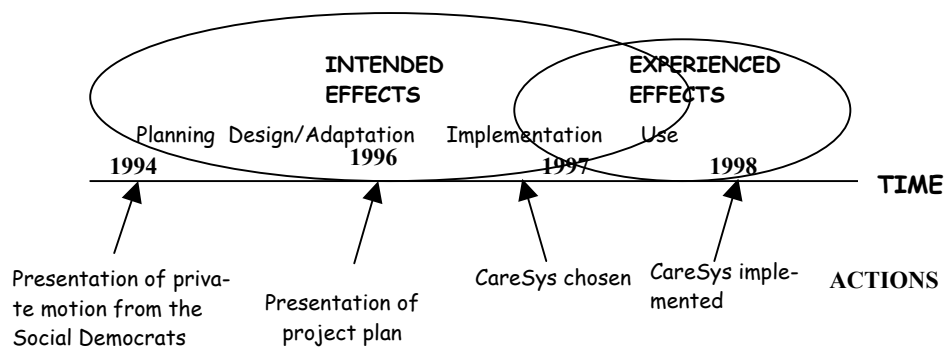 INTENDED EXPERIENCED
EFFECTS EFFECTS
Planning Design/Adaptation Implementation Use
1994 1996 1997 1998
TIME
Presentation of priva-
te motion from the
Social Democrats
Presentation of
project plan
CareSys chosen
CareSys imple-
mented
ACTIONS